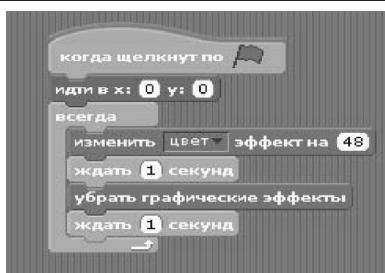 когда щелкнут по
идти в x: 0 y: 0
всегда
изменить цвет эффект на 48
ждать 1 секунд
убрать графические эффекты
ждать 1 секунд